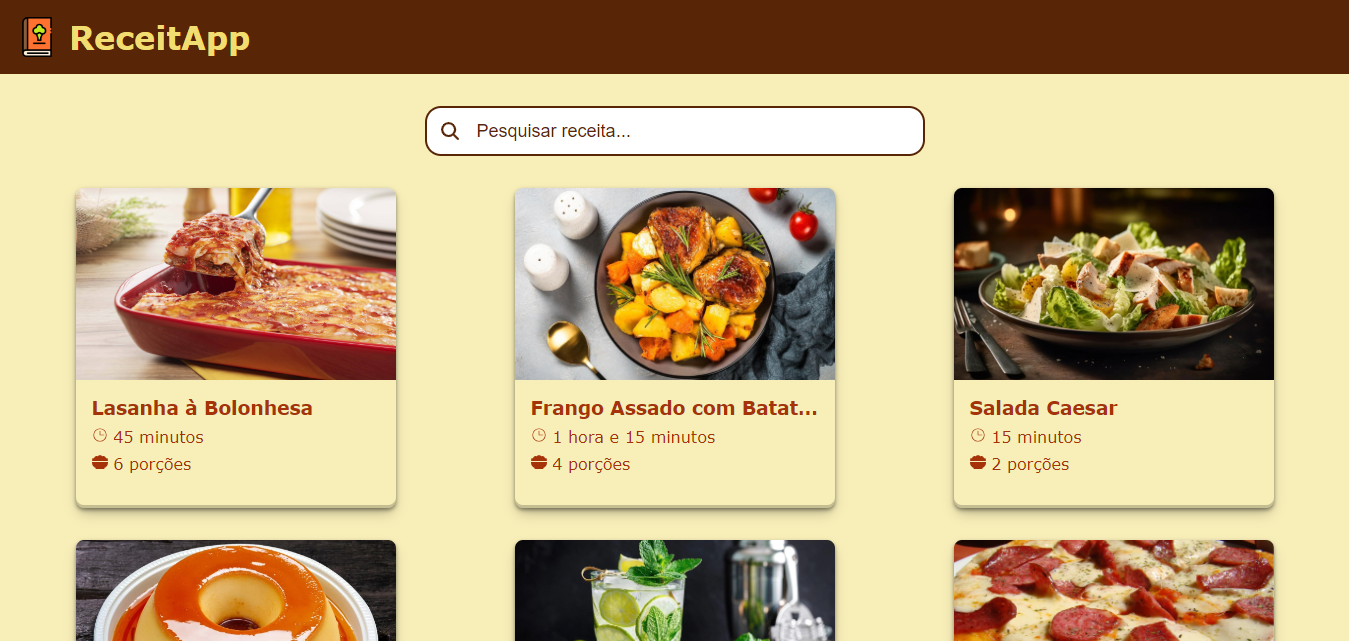 ReceitApp
Pesquisar receita...
Lasanha à Bolonhesa
45 minutos
6 porções
Frango Assado com Batat...
1 hora e 15 minutos
4 porções
Salada Caesar
15 minutos
2 porções